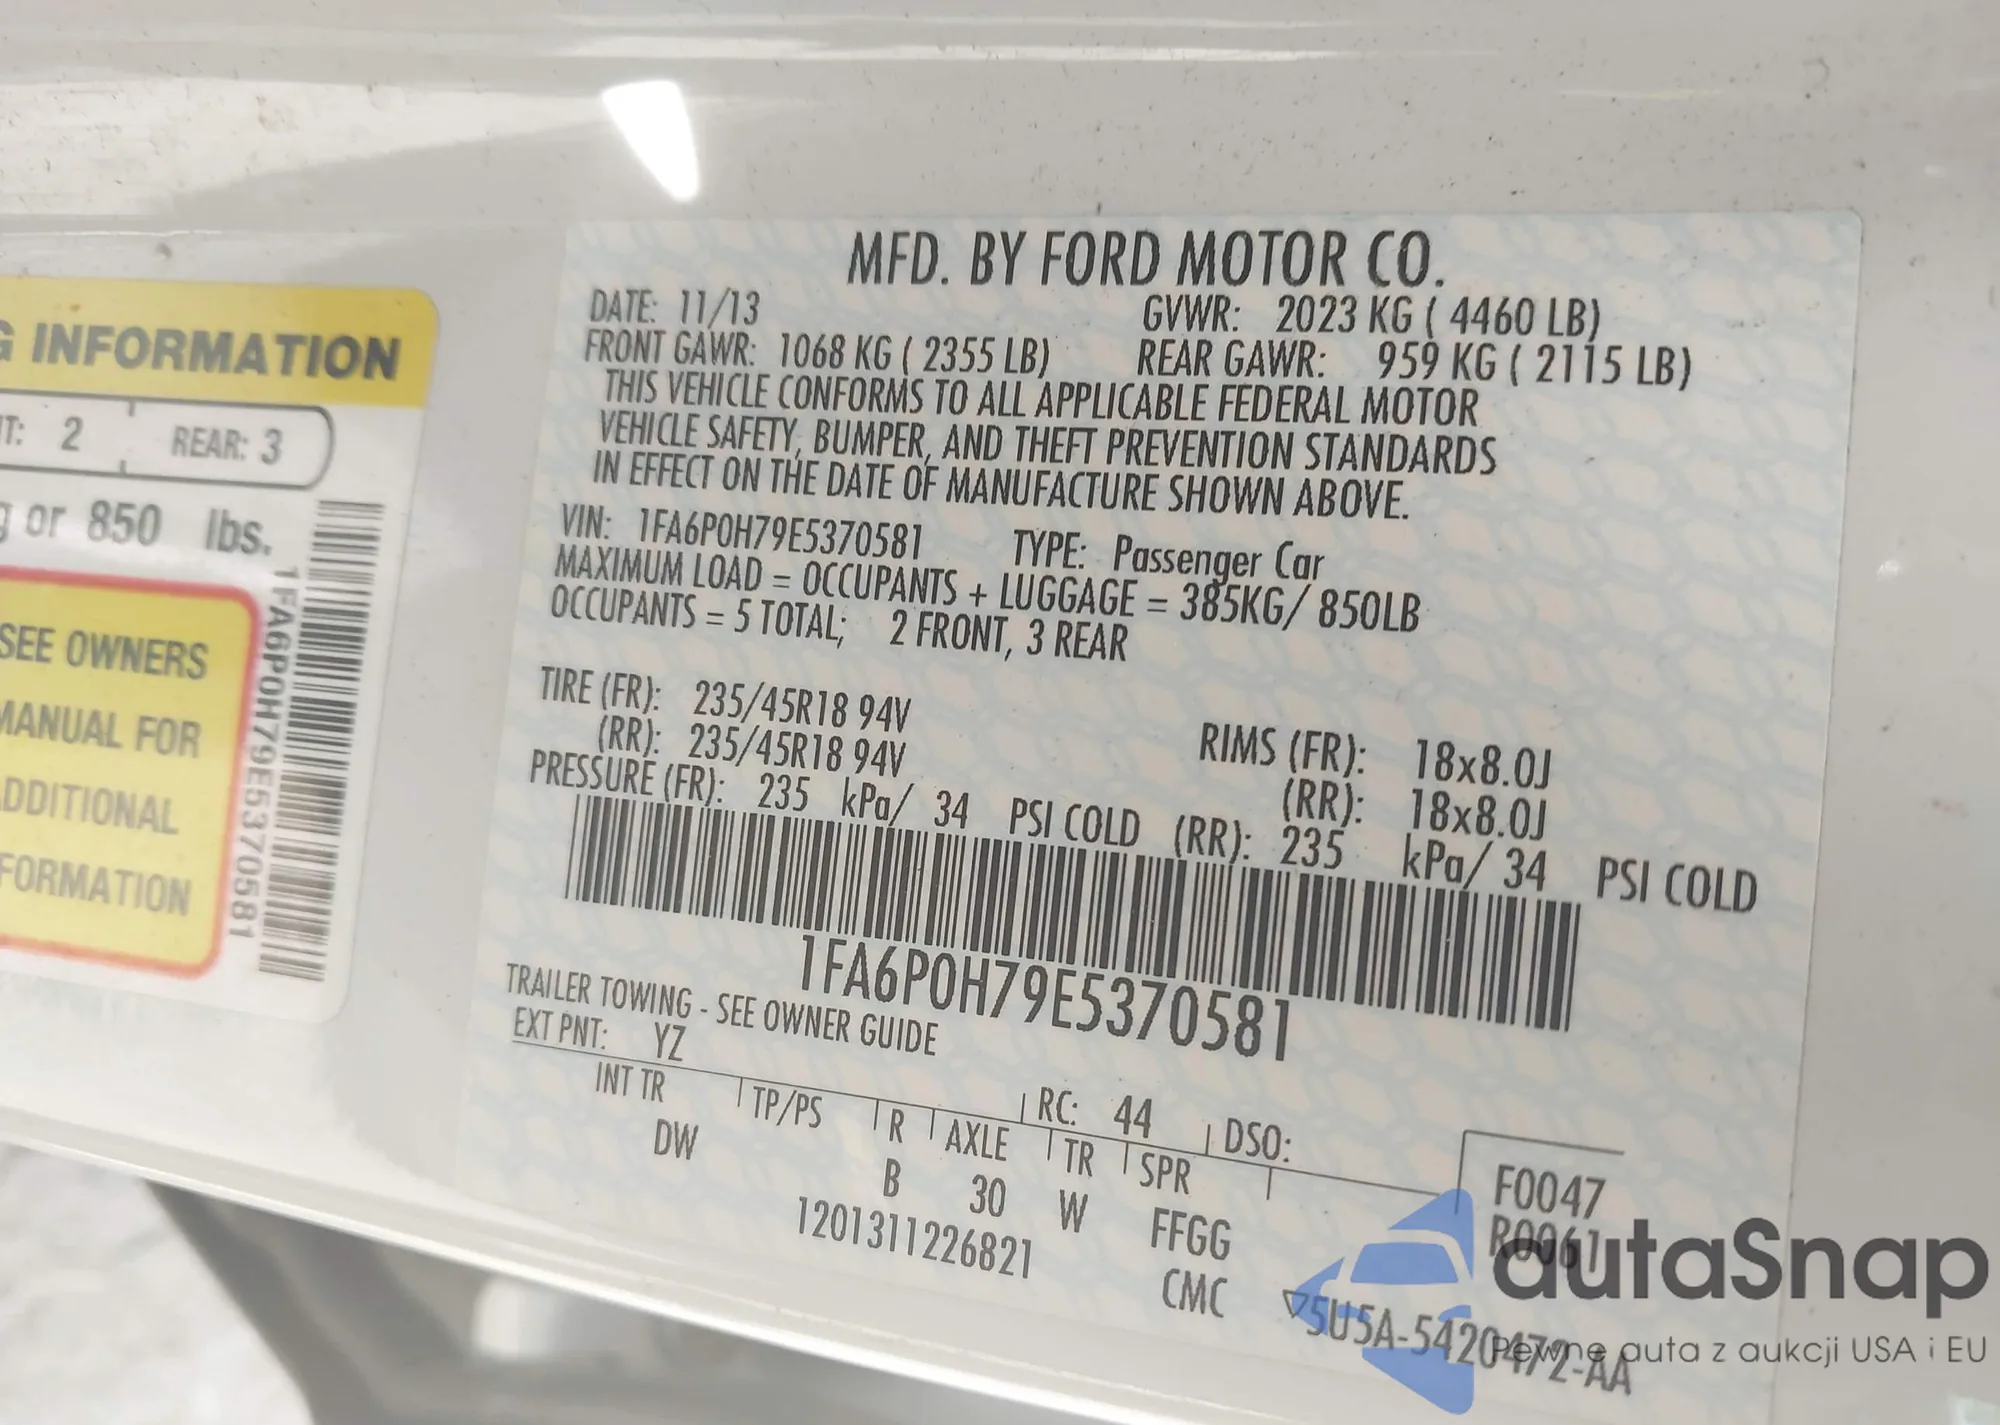 G INFORMATION
T: 2 REAR: 3
g or 850 lbs.
SEE OWNERS
MANUAL FOR
ADDITIONAL
FORMATION
1FA6P0H79E5370581
MFD. BY FORD MOTOR CO.
DATE: 11/13 GVWR: 2023 KG ( 4460 LB)
FRONT GAWR: 1068 KG ( 2355 LB) REAR GAWR: 959 KG ( 2115 LB)
THIS VEHICLE CONFORMS TO ALL APPLICABLE FEDERAL MOTOR
VEHICLE SAFETY, BUMPER, AND THEFT PREVENTION STANDARDS
IN EFFECT ON THE DATE OF MANUFACTURE SHOWN ABOVE.
VIN: 1FA6P0H79E5370581 TYPE: Passenger Car
MAXIMUM LOAD = OCCUPANTS + LUGGAGE = 385KG/ 850LB
OCCUPANTS = 5 TOTAL; 2 FRONT, 3 REAR
TIRE (FR): 235/45R18 94V RIMS (FR): 18x8.0J
(RR): 235/45R18 94V (RR): 18x8.0J
PRESSURE (FR): 235 kPa/ 34 PSI COLD (RR): 235 kPa/ 34 PSI COLD
1FA6P0H79E5370581
TRAILER TOWING - SEE OWNER GUIDE
EXT PNT: YZ RC: 44 DSO:
INT TR TP/PS R AXLE TR SPR
DW B 30 W FFGG
F0047
R0061
1201311226821 CMC
5U5A-5420472-AA
autaSnap
Pewne auta z aukcji USA i EU